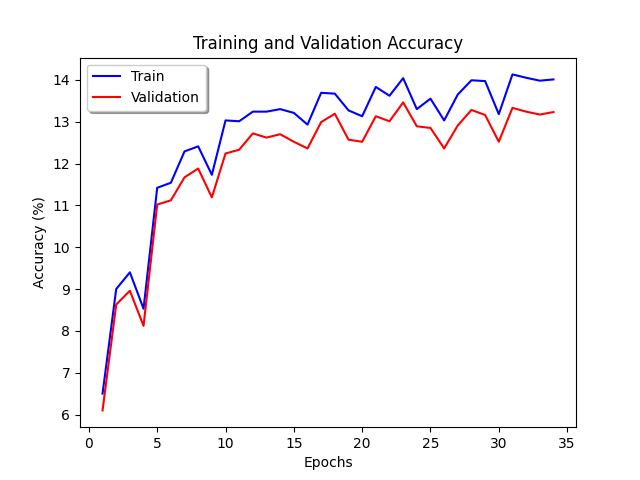 Training and Validation Accuracy
Train
Validation
14
13
12
11
10
9
8
7
6
Accuracy (%)
0 5 10 15 20 25 30 35
Epochs